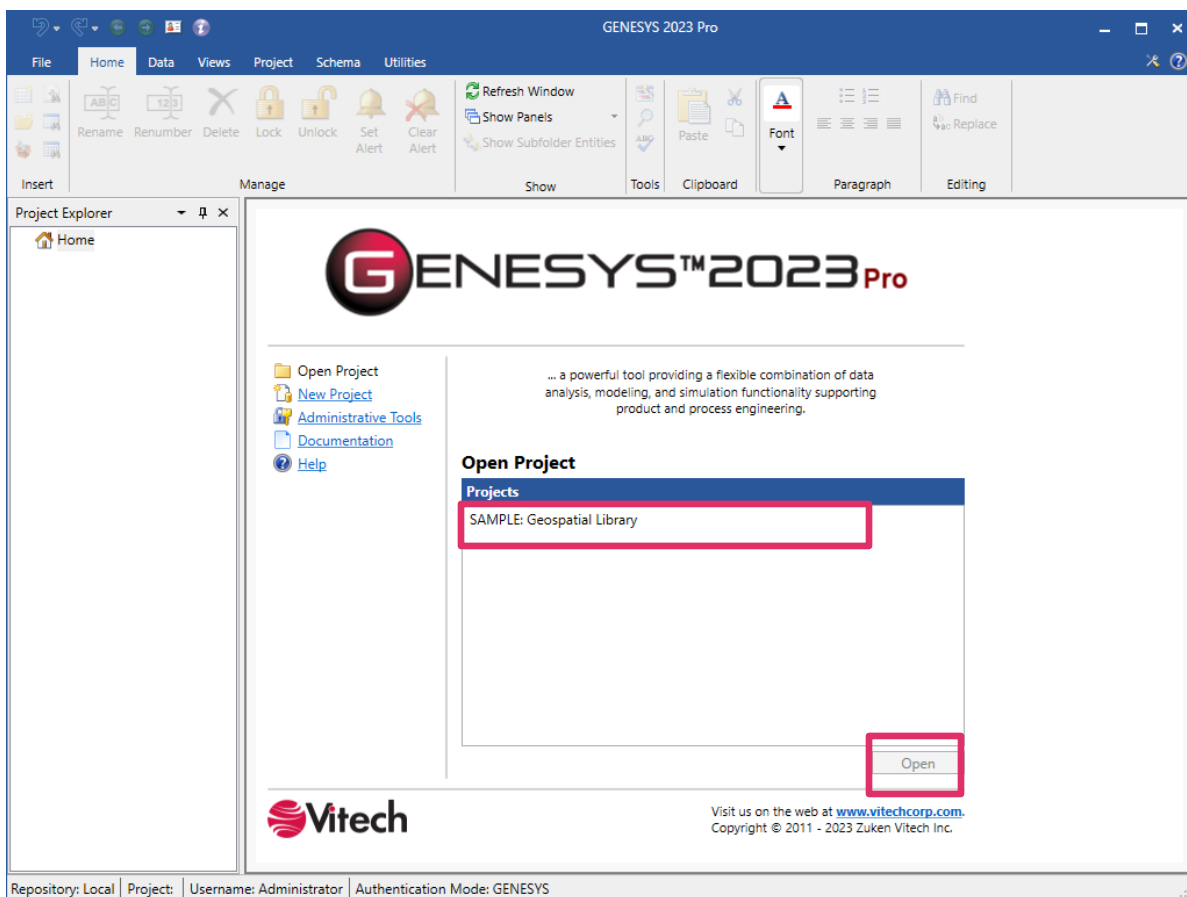 GENESYS 2023 Pro
File Home Data Views Project Schema Utilities
Refresh Window
Show Panels
Show Subfolder Entities
ABC
123
Rename Renumber Delete Lock Unlock Set Alert Clear Alert
ABC
Paste
A
Font
Find
Replace
Insert Manage Show Tools Clipboard Paragraph Editing
Project Explorer
Home
GENESYS™2023 Pro
Open Project
New Project
Administrative Tools
Documentation
Help
... a powerful tool providing a flexible combination of data
analysis, modeling, and simulation functionality supporting
product and process engineering.
Open Project
Projects
SAMPLE: Geospatial Library
Open
Vitech
Visit us on the web at www.vitechcorp.com.
Copyright © 2011 - 2023 Zuken Vitech Inc.
Repository: Local Project: Username: Administrator Authentication Mode: GENESYS